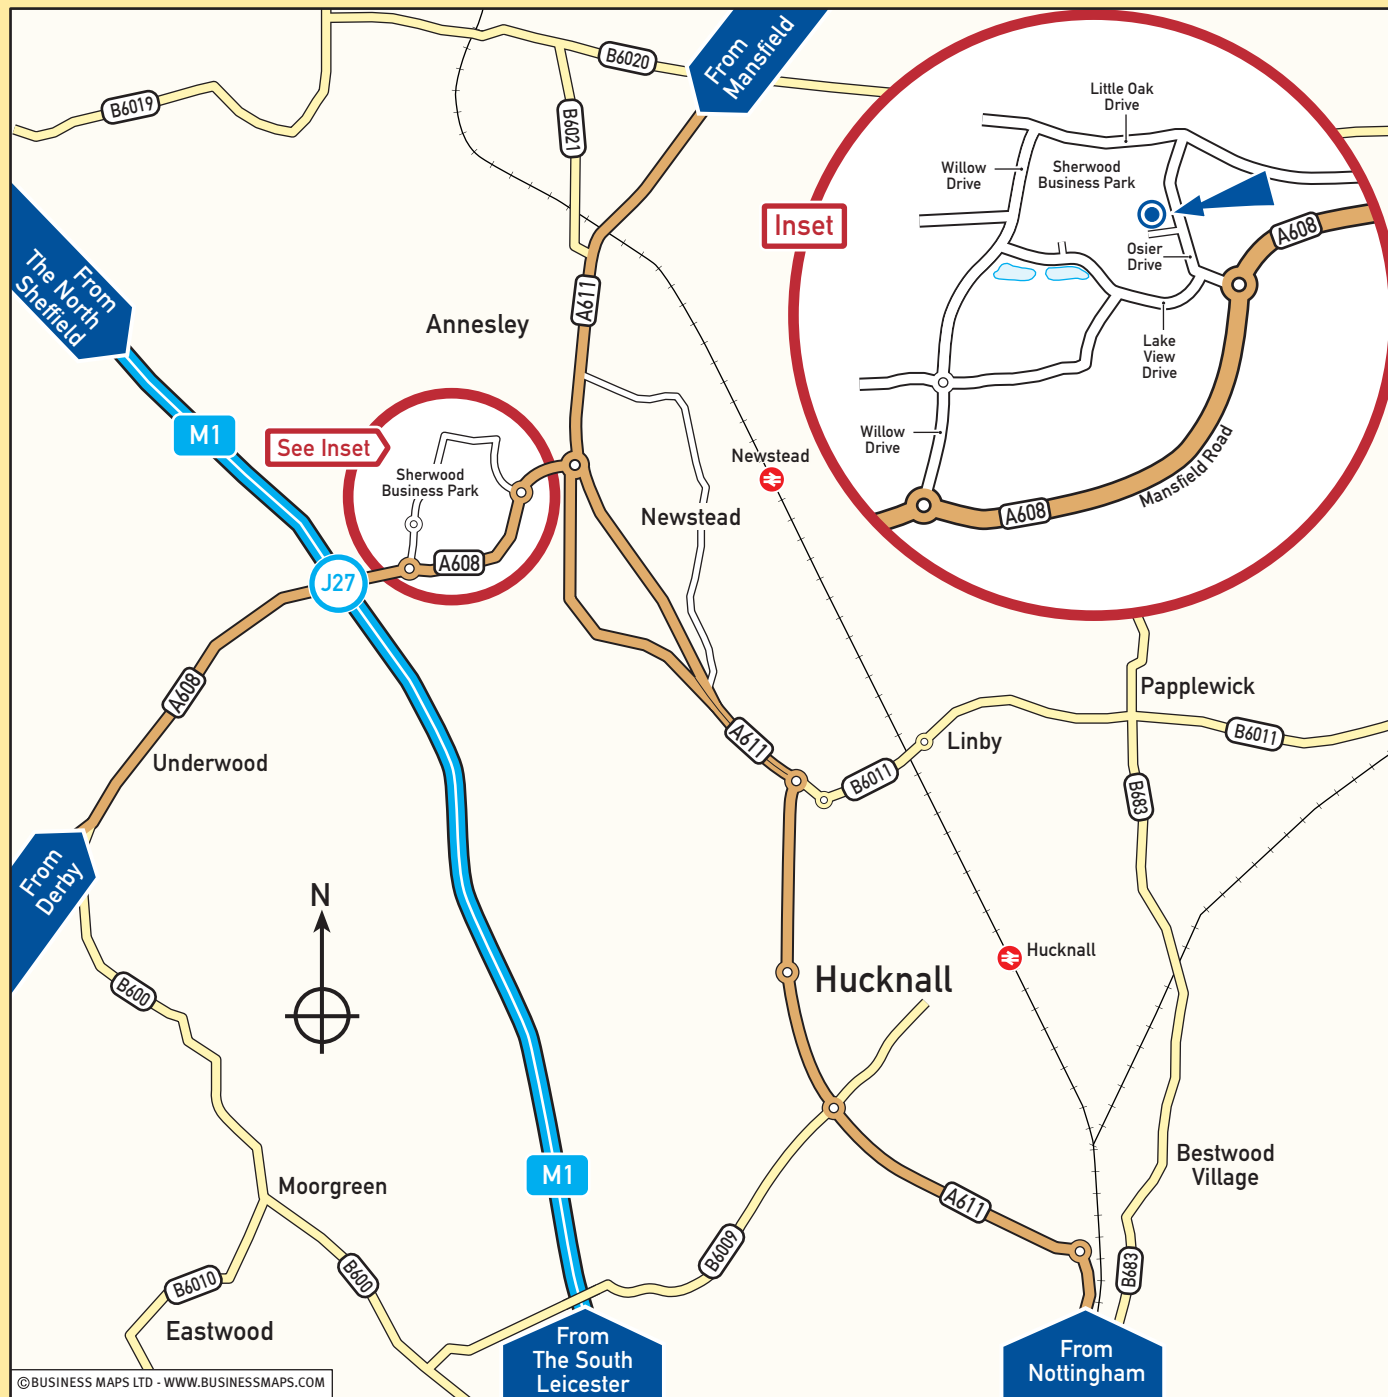 B6019
B6020
B6021
From
Mansfield
From
The North
Sheffield
M1
Annesley
A611
See Inset
Sherwood
Business Park
A608
J27
Newstead
Newstead
A608
Underwood
From
Derby
N
B600
Moorgreen
B6010
Eastwood
B600
M1
B6009
From
The South
Leicester
A611
B6011
Linby
Papplewick
B6011
B683
Hucknall
Hucknall
A611
Bestwood
Village
B683
From
Nottingham
Inset
Little Oak
Drive
Willow
Drive
Sherwood
Business Park
Osier
Drive
A608
Lake
View
Drive
Willow
Drive
Mansfield Road
A608
©BUSINESS MAPS LTD - WWW.BUSINESSMAPS.COM